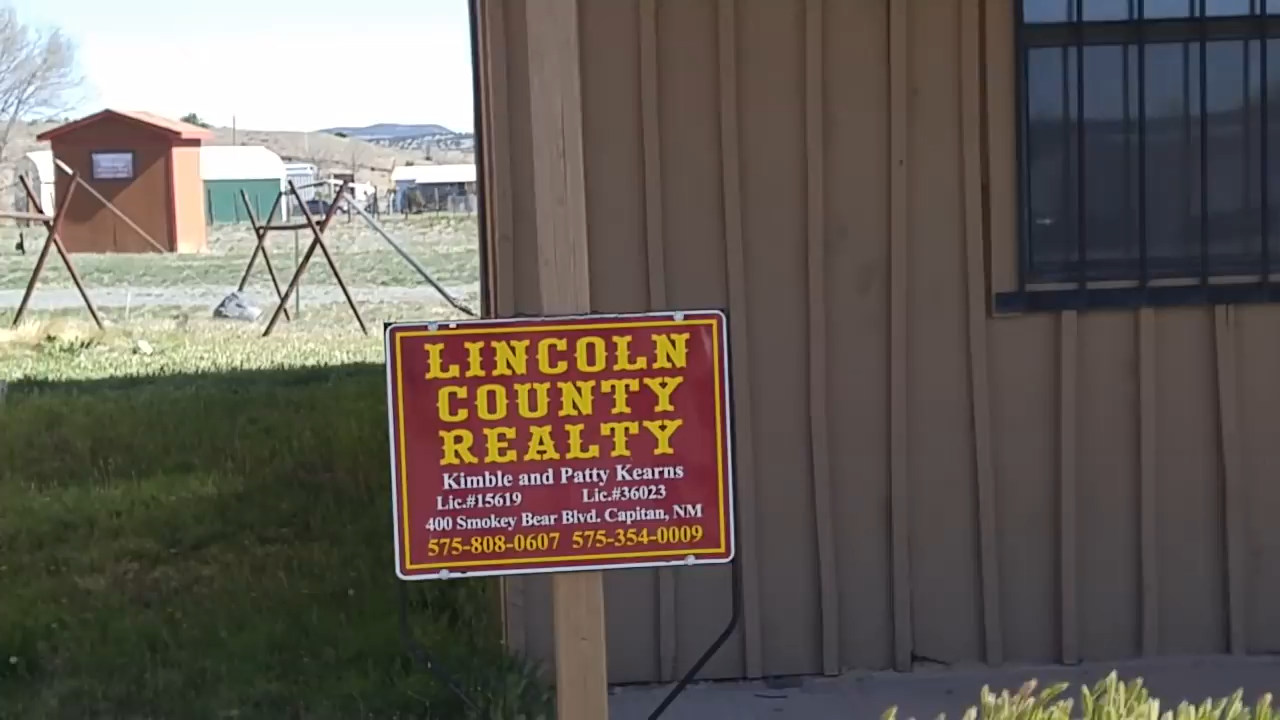 LINCOLN
COUNTY
REALTY
Kimble and Patty Kearns
Lic.#15619 Lic.#36023
400 Smokey Bear Blvd. Capitan, NM
575-808-0607 575-354-0009